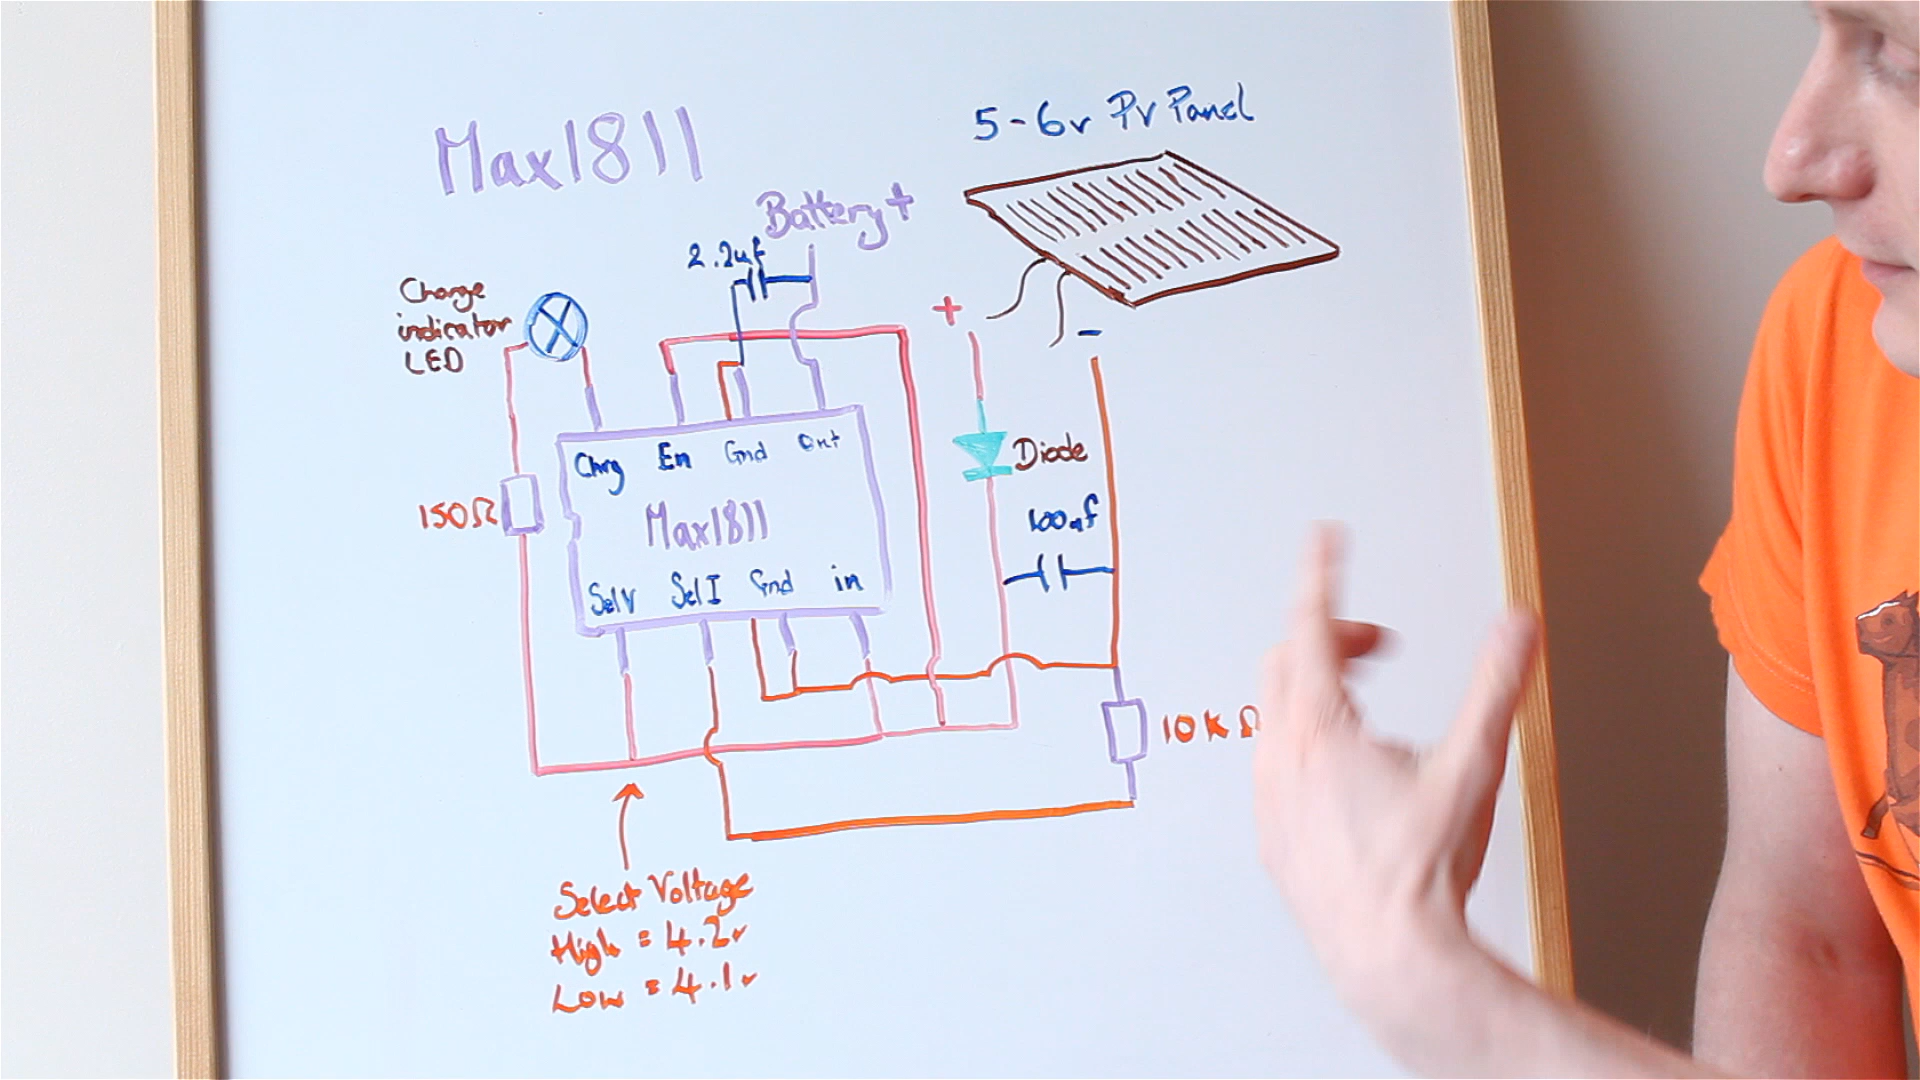 Max1811
5-6v Pv Panel
Battery +
2.2uf
Charge
indicator
LED
+
-
Chrg En Gnd Out
Diode
150Ω
Max1811
100nf
SelV SelI Gnd in
10kΩ
Select Voltage
High = 4.2v
Low = 4.1v